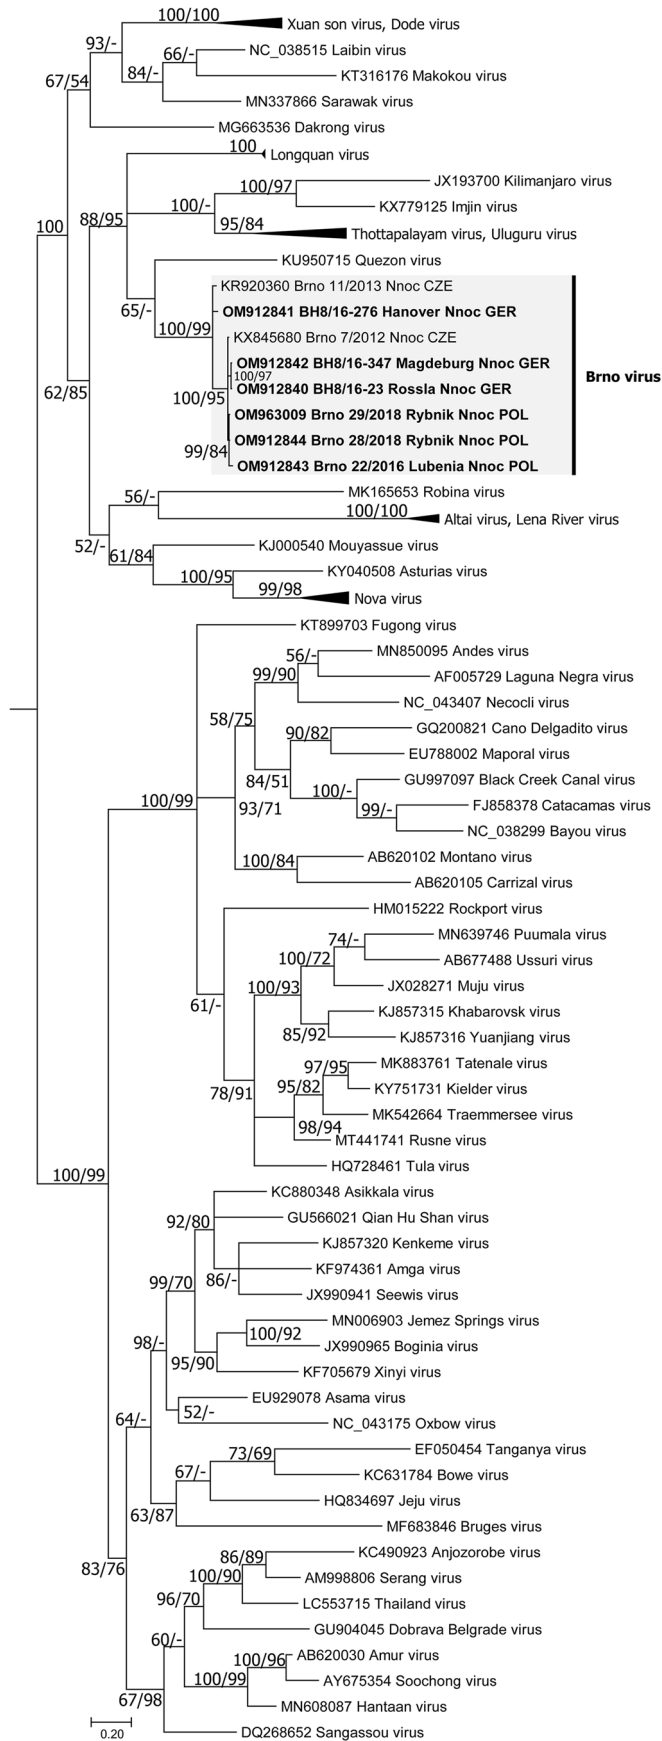 100/100
Xuan son virus, Dode virus
93/-
66/-
NC_038515 Laibin virus
KT316176 Makokou virus
67/54
84/-
MN337866 Sarawak virus
MG663536 Dakrong virus
100
Longquan virus
100/97
JX193700 Kilimanjaro virus
100/-
KX779125 Imjin virus
100
88/95
95/84
Thottapalayam virus, Uluguru virus
KU950715 Quezon virus
KR920360 Brno 11/2013 Nnoc CZE
65/-
OM912841 BH8/16-276 Hanover Nnoc GER
100/99
KX845680 Brno 7/2012 Nnoc CZE
OM912842 BH8/16-347 Magdeburg Nnoc GER
100/97
Brno virus
62/85
OM912840 BH8/16-23 Rossla Nnoc GER
100/95
OM963009 Brno 29/2018 Rybnik Nnoc POL
OM912844 Brno 28/2018 Rybnik Nnoc POL
99/84
OM912843 Brno 22/2016 Lubenia Nnoc POL
56/-
MK165653 Robina virus
100/100
Altai virus, Lena River virus
52/-
61/84
KJ000540 Mouyassue virus
100/95
KY040508 Asturias virus
99/98
Nova virus
KT899703 Fugong virus
56/-
MN850095 Andes virus
99/90
AF005729 Laguna Negra virus
NC_043407 Necocli virus
58/75
90/82
GQ200821 Cano Delgadito virus
EU788002 Maporal virus
84/51
GU997097 Black Creek Canal virus
100/-
100/99
93/71
99/-
FJ858378 Catacamas virus
NC_038299 Bayou virus
100/84
AB620102 Montano virus
AB620105 Carrizal virus
HM015222 Rockport virus
74/-
MN639746 Puumala virus
100/72
AB677488 Ussuri virus
100/93
JX028271 Muju virus
61/-
KJ857315 Khabarovsk virus
85/92
KJ857316 Yuanjiang virus
97/95
MK883761 Tatenale virus
95/82
KY751731 Kielder virus
78/91
MK542664 Traemmersee virus
98/94
MT441741 Rusne virus
HQ728461 Tula virus
100/99
KC880348 Asikkala virus
92/80
GU566021 Qian Hu Shan virus
KJ857320 Kenkeme virus
86/-
KF974361 Amga virus
99/70
JX990941 Seewis virus
MN006903 Jemez Springs virus
100/92
98/-
JX990965 Boginia virus
95/90
KF705679 Xinyi virus
EU929078 Asama virus
52/-
64/-
NC_043175 Oxbow virus
73/69
EF050454 Tanganya virus
67/-
KC631784 Bowe virus
HQ834697 Jeju virus
63/87
MF683846 Bruges virus
86/89
KC490923 Anjozorobe virus
83/76
100/90
AM998806 Serang virus
96/70
LC553715 Thailand virus
GU904045 Dobrava Belgrade virus
60/-
100/96
AB620030 Amur virus
100/99
AY675354 Soochong virus
67/98
MN608087 Hantaan virus
0.20
DQ268652 Sangassou virus